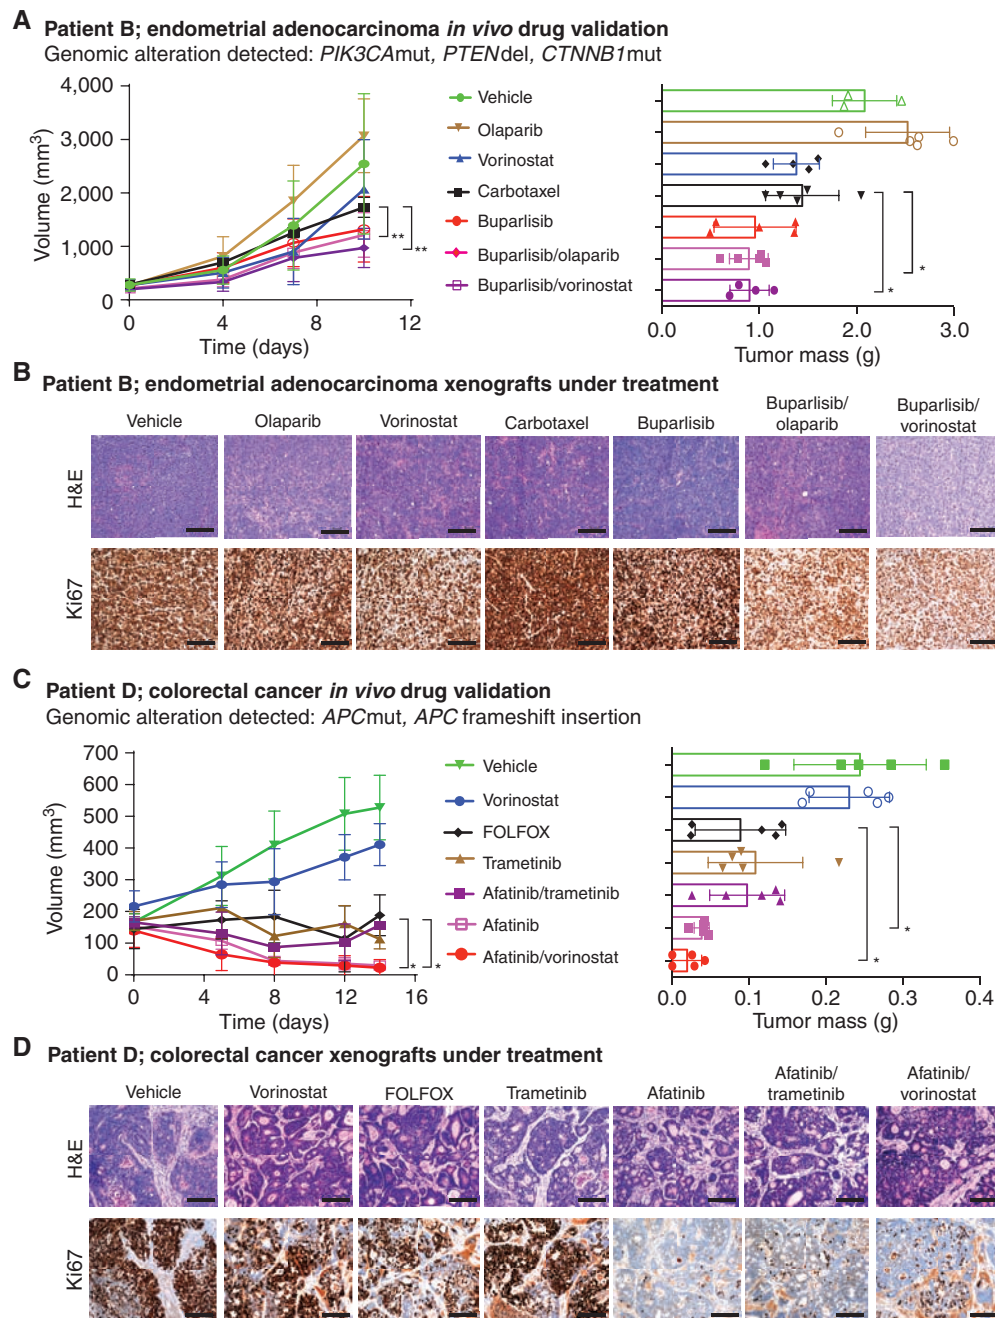 A Patient B; endometrial adenocarcinoma in vivo drug validation
Genomic alteration detected: PIK3CAmut, PTENdel, CTNNB1mut
4,000
3,000
2,000
1,000
0
Volume (mm³)
0 4 8 12
Time (days)
Vehicle
Olaparib
Vorinostat
Carbotaxel
Buparlisib
Buparlisib/olaparib
Buparlisib/vorinostat
**
**
*
*
0.0 1.0 2.0 3.0
Tumor mass (g)
B Patient B; endometrial adenocarcinoma xenografts under treatment
Vehicle Olaparib Vorinostat Carbotaxel Buparlisib Buparlisib/ olaparib Buparlisib/ vorinostat
H&E
Ki67
C Patient D; colorectal cancer in vivo drug validation
Genomic alteration detected: APCmut, APC frameshift insertion
700
600
500
400
300
200
100
0
Volume (mm³)
0 4 8 12 16
Time (days)
Vehicle
Vorinostat
FOLFOX
Trametinib
Afatinib/trametinib
Afatinib
Afatinib/vorinostat
* *
*
*
0.0 0.1 0.2 0.3 0.4
Tumor mass (g)
D Patient D; colorectal cancer xenografts under treatment
Vehicle Vorinostat FOLFOX Trametinib Afatinib Afatinib/ trametinib Afatinib/ vorinostat
H&E
Ki67